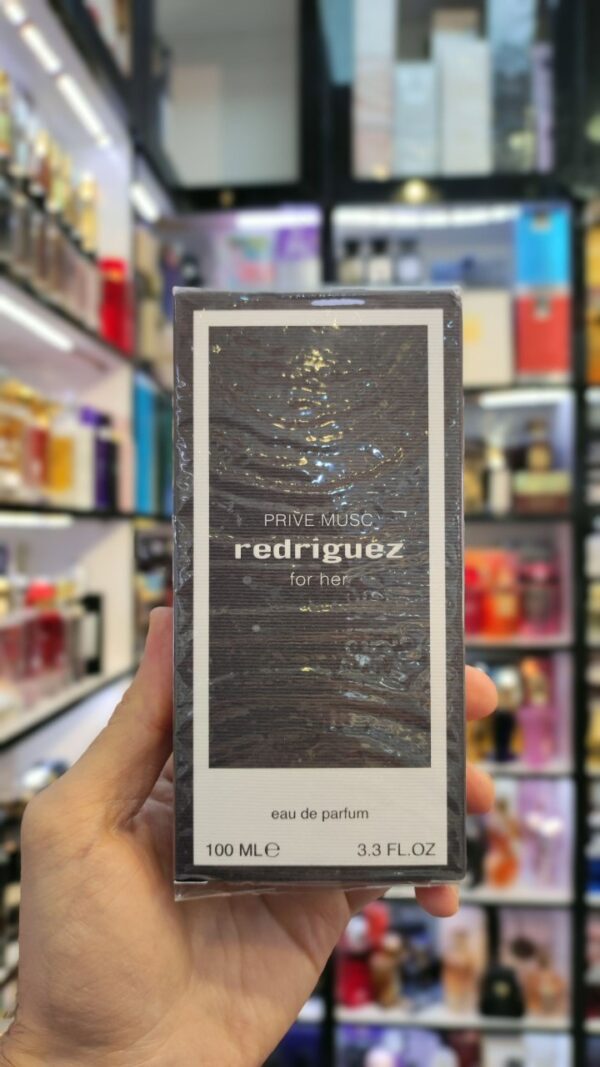 PRIVE MUSC
redriguez
for her
eau de parfum
100 ML℮
3.3 FL.OZ